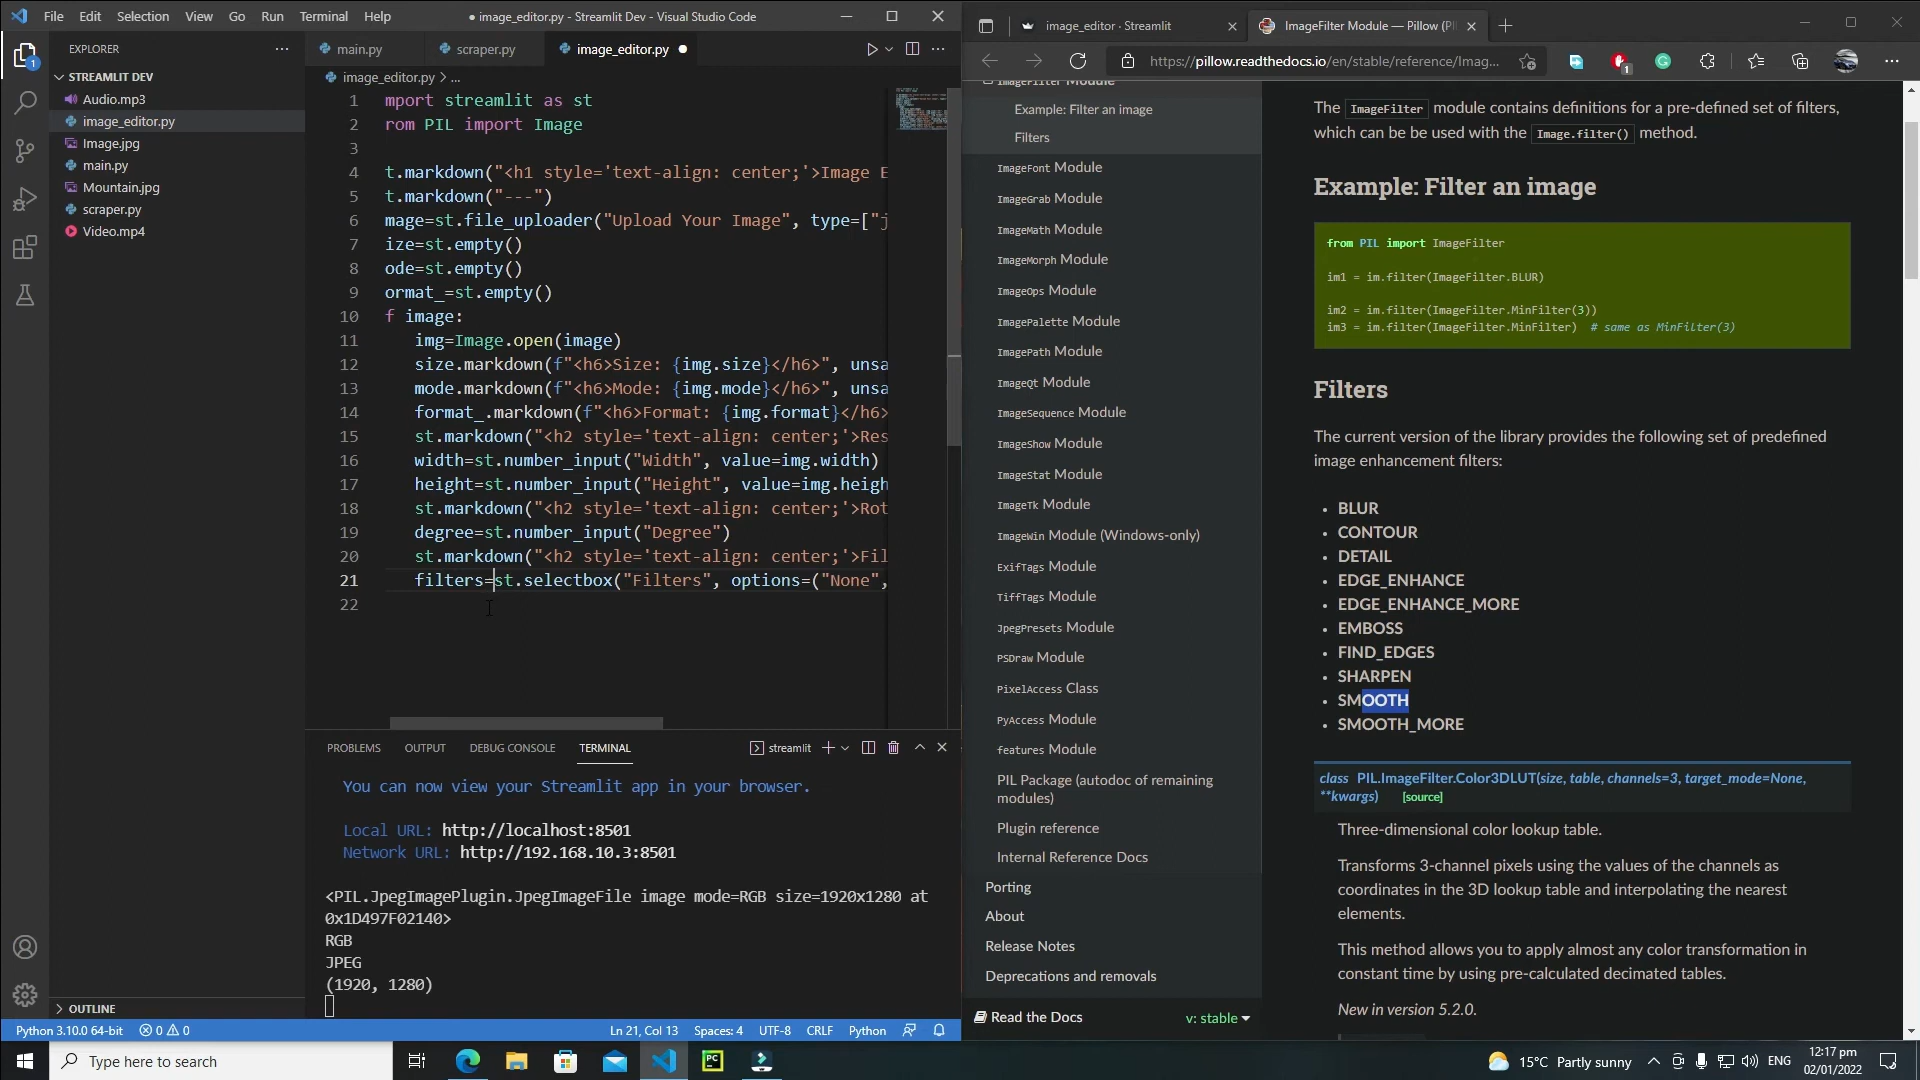 File Edit Selection View Go Run Terminal Help
● image_editor.py - Streamlit Dev - Visual Studio Code
EXPLORER
STREAMLIT DEV
Audio.mp3
image_editor.py
Image.jpg
main.py
Mountain.jpg
scraper.py
Video.mp4
OUTLINE
1
main.py
scraper.py
image_editor.py ●
image_editor.py > ...
1 mport streamlit as st
2 rom PIL import Image
3
4 t.markdown("<h1 style='text-align: center;'>Image E
5 t.markdown("---")
6 mage=st.file_uploader("Upload Your Image", type=["j
7 ize=st.empty()
8 ode=st.empty()
9 ormat_=st.empty()
10 f image:
11 img=Image.open(image)
12 size.markdown(f"<h6>Size: {img.size}</h6>", unsa
13 mode.markdown(f"<h6>Mode: {img.mode}</h6>", unsa
14 format_.markdown(f"<h6>Format: {img.format}</h6>
15 st.markdown("<h2 style='text-align: center;'>Res
16 width=st.number_input("Width", value=img.width)
17 height=st.number_input("Height", value=img.heigh
18 st.markdown("<h2 style='text-align: center;'>Rot
19 degree=st.number_input("Degree")
20 st.markdown("<h2 style='text-align: center;'>Fil
21 filters=st.selectbox("Filters", options=("None",
22
PROBLEMS OUTPUT DEBUG CONSOLE TERMINAL
streamlit
You can now view your Streamlit app in your browser.
Local URL: http://localhost:8501
Network URL: http://192.168.10.3:8501
<PIL.JpegImagePlugin.JpegImageFile image mode=RGB size=1920x1280 at
0x1D497F02140>
RGB
JPEG
(1920, 1280)
Python 3.10.0 64-bit 0 0 Ln 21, Col 13 Spaces: 4 UTF-8 CRLF Python
image_editor · Streamlit
ImageFilter Module — Pillow (PI
https://pillow.readthedocs.io/en/stable/reference/Imag...
1
ImageFilter Module
Example: Filter an image
Filters
ImageFont Module
ImageGrab Module
ImageMath Module
ImageMorph Module
ImageOps Module
ImagePalette Module
ImagePath Module
ImageQt Module
ImageSequence Module
ImageShow Module
ImageStat Module
ImageTk Module
ImageWin Module (Windows-only)
ExifTags Module
TiffTags Module
JpegPresets Module
PSDraw Module
PixelAccess Class
PyAccess Module
features Module
PIL Package (autodoc of remaining
modules)
Plugin reference
Internal Reference Docs
Porting
About
Release Notes
Deprecations and removals
Read the Docs v: stable
The ImageFilter module contains definitions for a pre-defined set of filters,
which can be be used with the Image.filter() method.
Example: Filter an image
from PIL import ImageFilter
im1 = im.filter(ImageFilter.BLUR)
im2 = im.filter(ImageFilter.MinFilter(3))
im3 = im.filter(ImageFilter.MinFilter) # same as MinFilter(3)
Filters
The current version of the library provides the following set of predefined
image enhancement filters:
• BLUR
• CONTOUR
• DETAIL
• EDGE_ENHANCE
• EDGE_ENHANCE_MORE
• EMBOSS
• FIND_EDGES
• SHARPEN
• SMOOTH
• SMOOTH_MORE
class PIL.ImageFilter.Color3DLUT(size, table, channels=3, target_mode=None,
**kwargs) [source]
Three-dimensional color lookup table.
Transforms 3-channel pixels using the values of the channels as
coordinates in the 3D lookup table and interpolating the nearest
elements.
This method allows you to apply almost any color transformation in
constant time by using pre-calculated decimated tables.
New in version 5.2.0.
Type here to search
PC
15°C Partly sunny
ENG
12:17 pm
02/01/2022